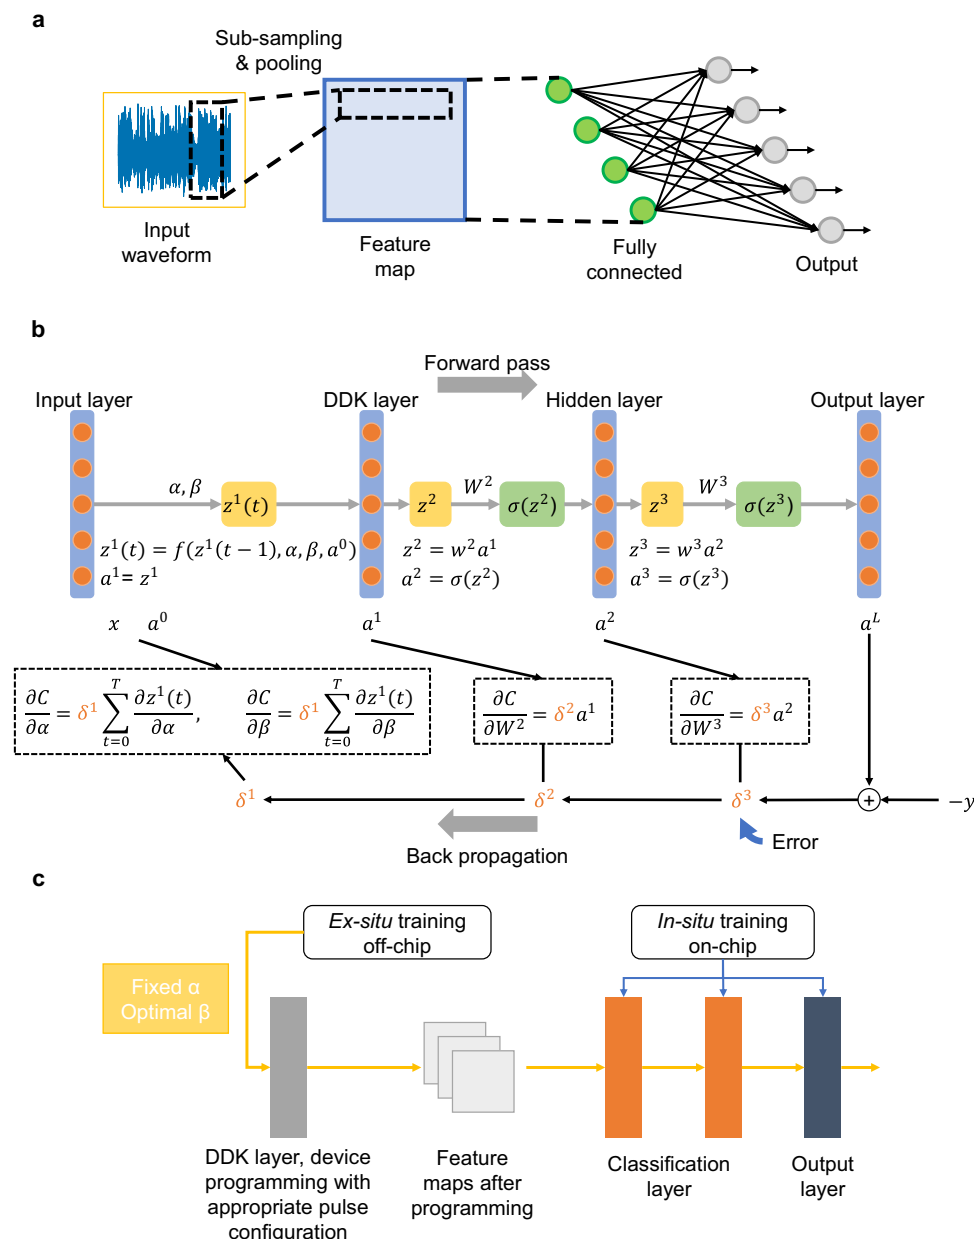 a
Sub-sampling
& pooling
Input
waveform
Feature
map
Fully
connected
Output
b
Forward pass
Input layer
DDK layer
Hidden layer
Output layer
α, β
z¹(t)
z²
W²
σ(z²)
z³
W³
σ(z³)
z¹(t) = f(z¹(t − 1), α, β, a⁰)
a¹= z¹
z² = w²a¹
a² = σ(z²)
z³ = w³a²
a³ = σ(z³)
x a⁰
a¹
a²
aᴸ
∂C/∂α = δ¹ ∑_{t=0}^{T} ∂z¹(t)/∂α, ∂C/∂β = δ¹ ∑_{t=0}^{T} ∂z¹(t)/∂β
∂C/∂W² = δ²a¹
∂C/∂W³ = δ³a²
δ¹
δ²
δ³
+
−y
Error
Back propagation
c
Ex-situ training
off-chip
In-situ training
on-chip
Fixed α
Optimal β
DDK layer, device
programming with
appropriate pulse
configuration
Feature
maps after
programming
Classification
layer
Output
layer